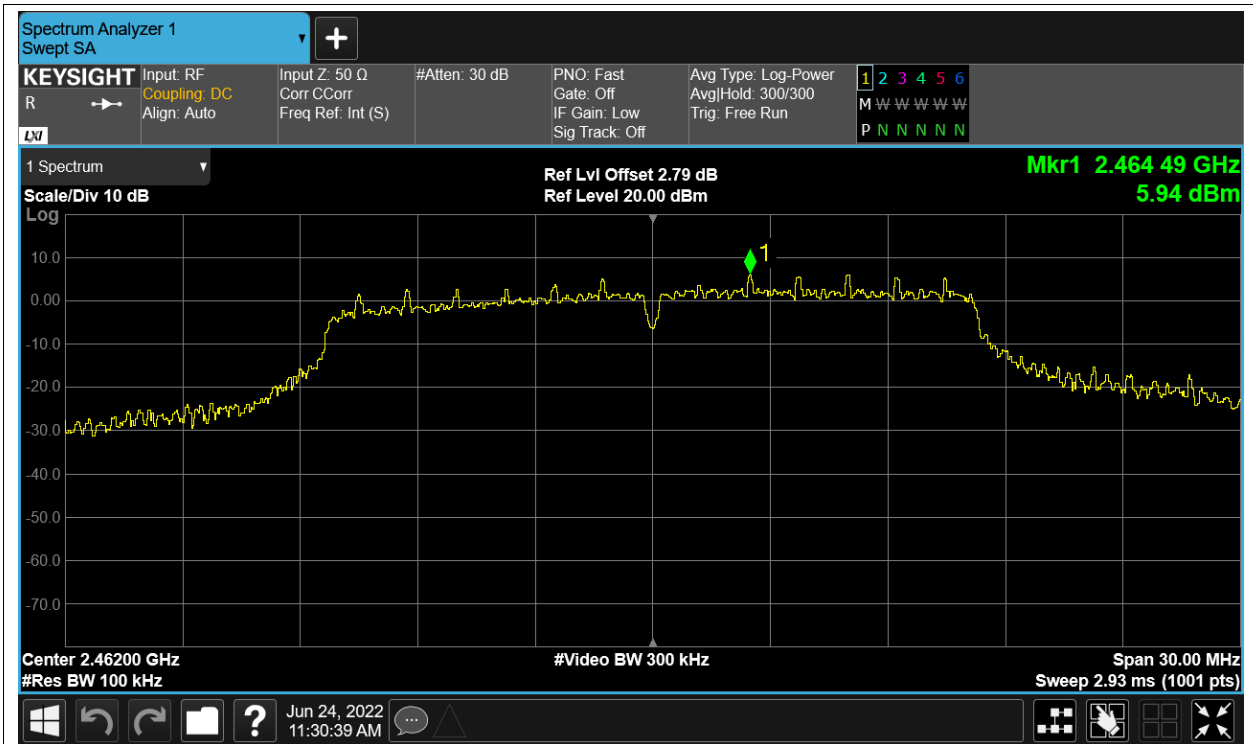 Spectrum Analyzer 1
Swept SA
KEYSIGHT
R
LXI
Input: RF
Coupling: DC
Align: Auto
Input Z: 50 Ω
Corr CCorr
Freq Ref: Int (S)
#Atten: 30 dB
PNO: Fast
Gate: Off
IF Gain: Low
Sig Track: Off
Avg Type: Log-Power
Avg|Hold: 300/300
Trig: Free Run
1 2 3 4 5 6
M W W W W W
P N N N N N
1 Spectrum
Scale/Div 10 dB
Log
Ref Lvl Offset 2.79 dB
Ref Level 20.00 dBm
Mkr1 2.464 49 GHz
5.94 dBm
1
10.0
0.00
-10.0
-20.0
-30.0
-40.0
-50.0
-60.0
-70.0
Center 2.46200 GHz
#Res BW 100 kHz
#Video BW 300 kHz
Span 30.00 MHz
Sweep 2.93 ms (1001 pts)
?
Jun 24, 2022
11:30:39 AM